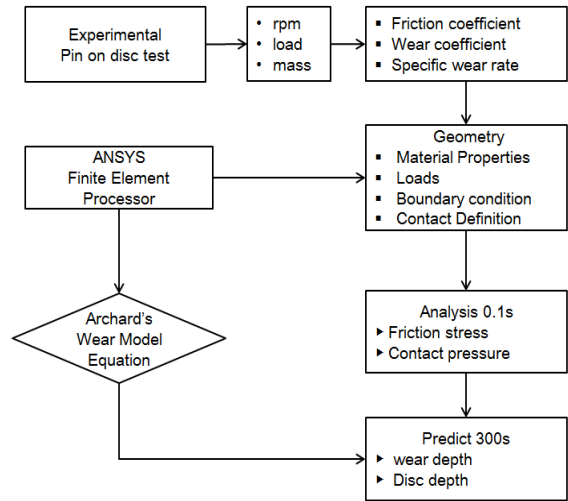 Experimental
Pin on disc test
• rpm
• load
• mass
▪ Friction coefficient
▪ Wear coefficient
▪ Specific wear rate
Geometry
▪ Material Properties
▪ Loads
▪ Boundary condition
▪ Contact Definition
ANSYS
Finite Element
Processor
Archard's
Wear Model
Equation
Analysis 0.1s
▶ Friction stress
▶ Contact pressure
Predict 300s
▶ wear depth
▶ Disc depth